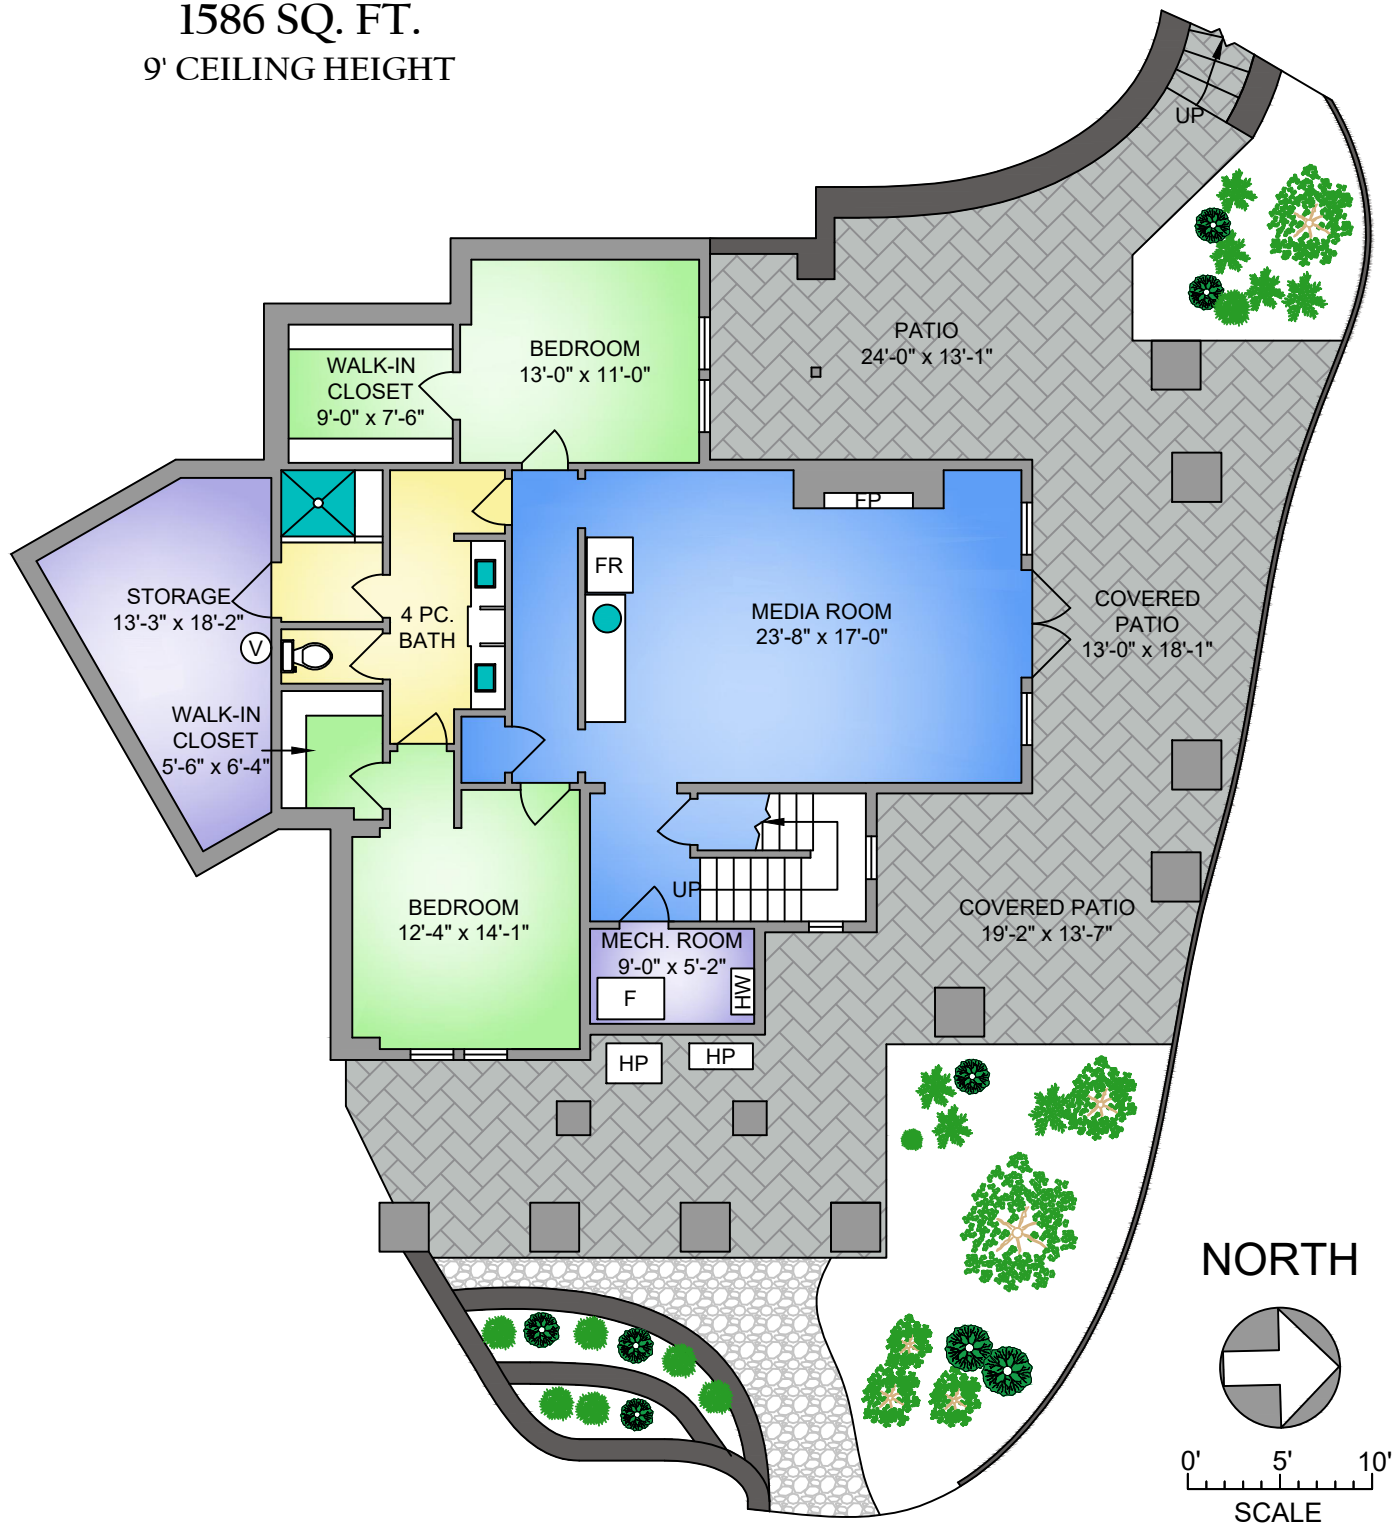 1586 SQ. FT.
9' CEILING HEIGHT
UP
PATIO
24'-0" x 13'-1"
BEDROOM
13'-0" x 11'-0"
WALK-IN
CLOSET
9'-0" x 7'-6"
FP
FR
STORAGE
13'-3" x 18'-2"
4 PC.
BATH
MEDIA ROOM
23'-8" x 17'-0"
COVERED
PATIO
13'-0" x 18'-1"
V
WALK-IN
CLOSET
5'-6" x 6'-4"
UP
BEDROOM
12'-4" x 14'-1"
COVERED PATIO
19'-2" x 13'-7"
MECH. ROOM
9'-0" x 5'-2"
F
HW
HP
HP
NORTH
0' 5' 10'
SCALE